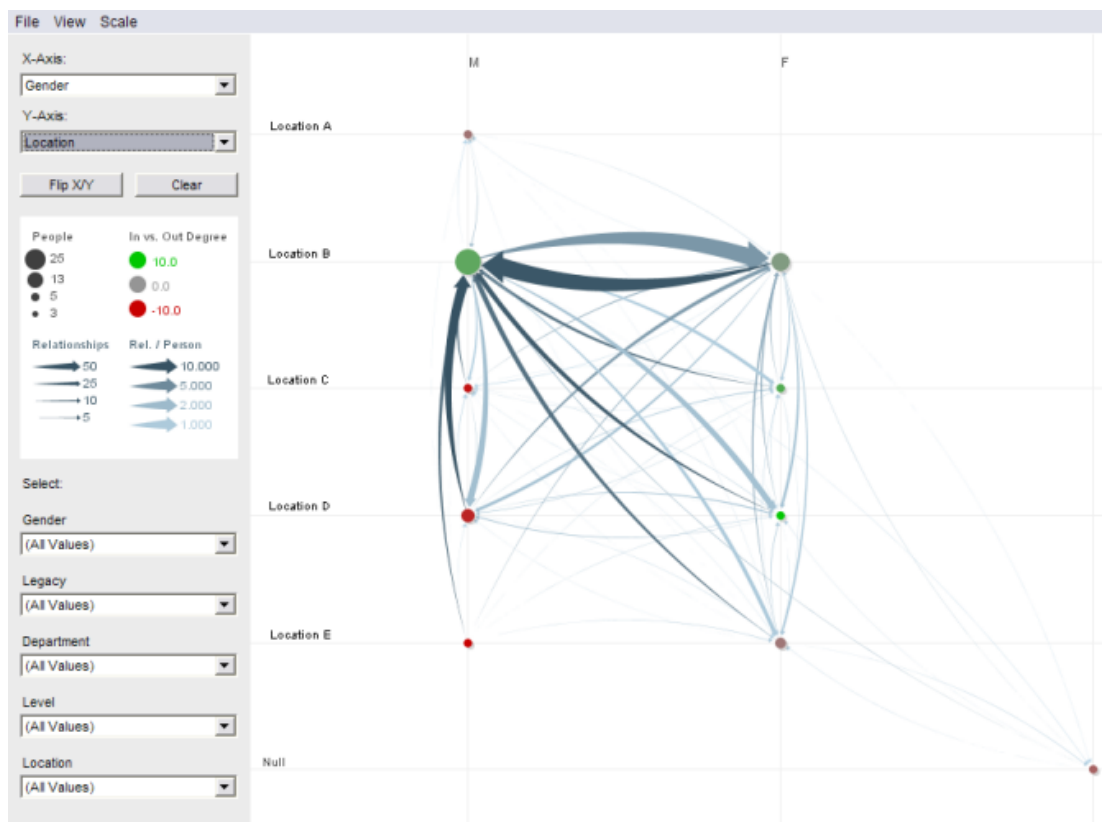 File View Scale
X-Axis:
Gender
Y-Axis:
Location
Flip X/Y Clear
People In vs. Out Degree
25 10.0
13 0.0
5
3 -10.0
Relationships Rel. / Person
50 10.000
25 5.000
10 2.000
5 1.000
Select:
Gender
(All Values)
Legacy
(All Values)
Department
(All Values)
Level
(All Values)
Location
(All Values)
M F
Location A
Location B
Location C
Location D
Location E
Null